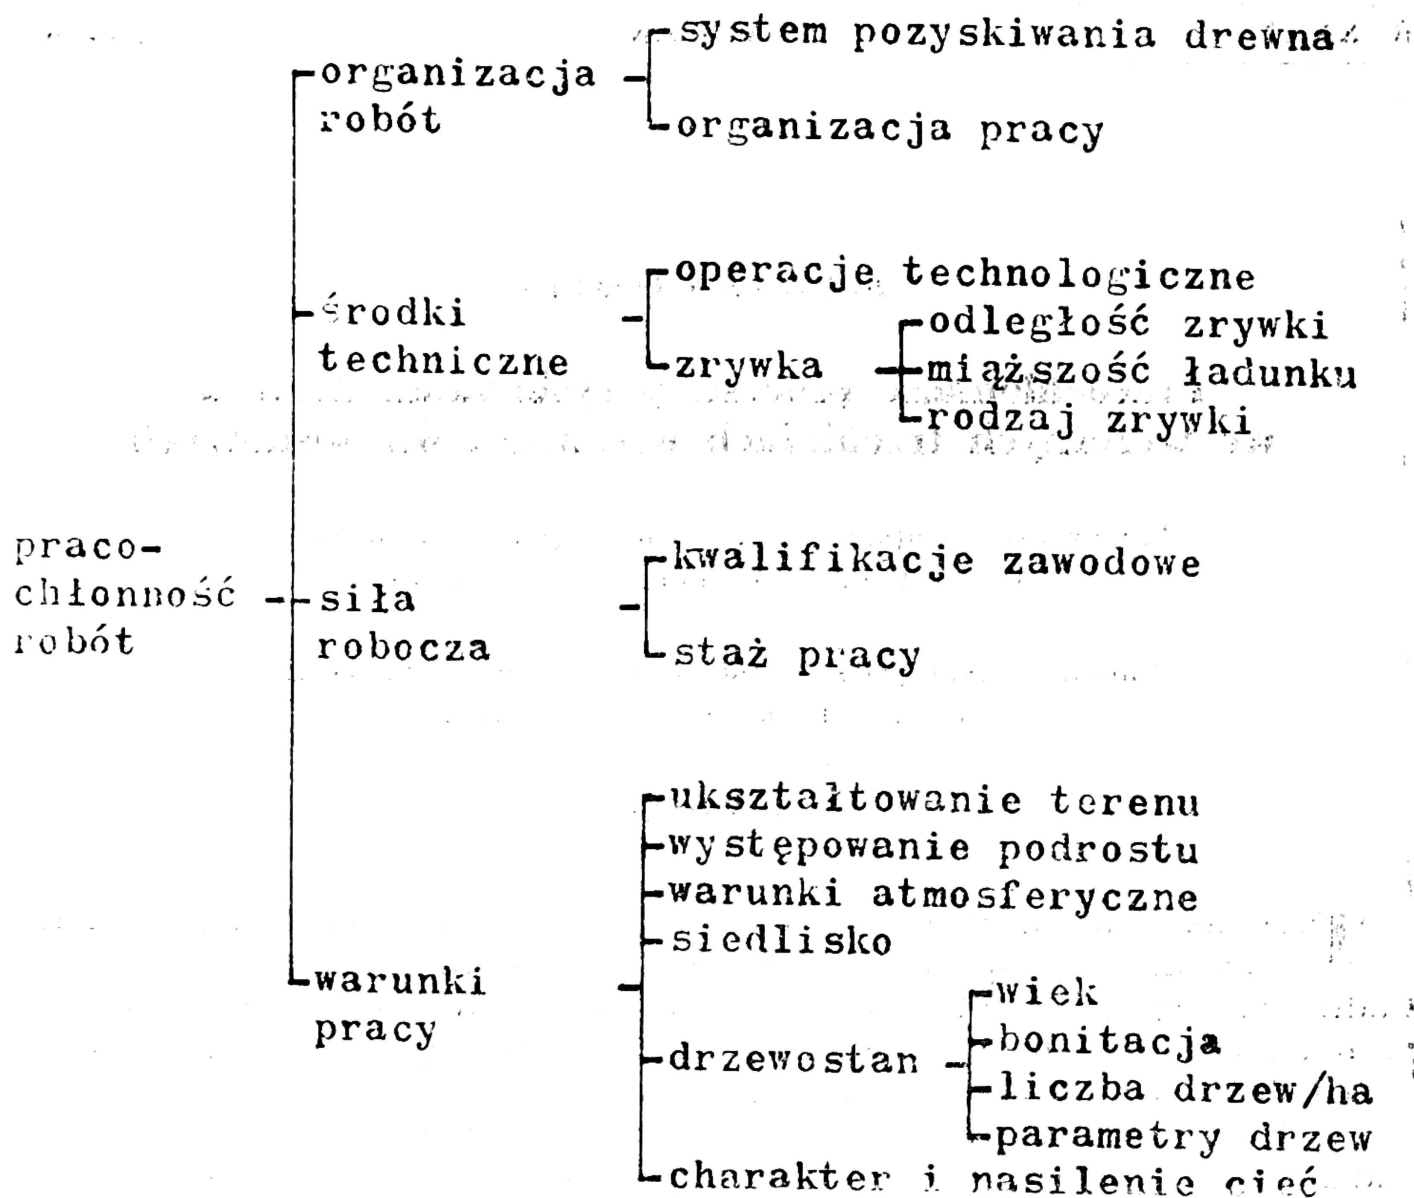 system pozyskiwania drewna
organizacja
robót
organizacja pracy
operacje technologiczne
środki
techniczne
odległość zrywki
zrywka
miąższość ładunku
rodzaj zrywki
praco-
chłonność
robót
kwalifikacje zawodowe
siła
robocza
staż pracy
ukształtowanie terenu
występowanie podrostu
warunki atmosferyczne
siedlisko
warunki
pracy
wiek
bonitacja
drzewostan
liczba drzew/ha
parametry drzew
charakter i nasilenie cięć